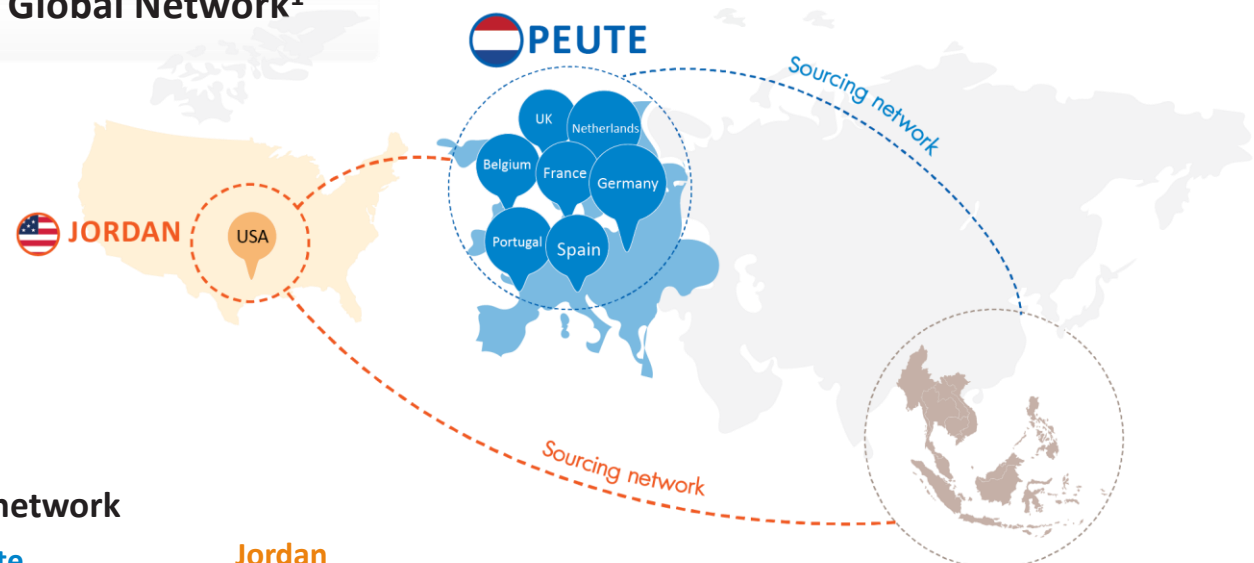 Global Network¹
PEUTE
Sourcing network
UK
Netherlands
Belgium
France
Germany
JORDAN
USA
Portugal
Spain
Sourcing network
network
Jordan